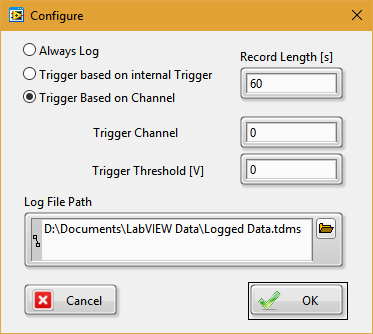 Configure
Always Log
Trigger based on internal Trigger
Trigger Based on Channel
Record Length [s]
60
Trigger Channel
0
Trigger Threshold [V]
0
Log File Path
D:\Documents\LabVIEW Data\Logged Data.tdms
Cancel
OK